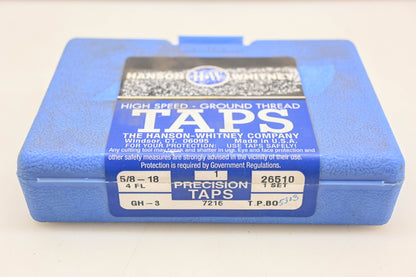 HANSON H-W WHITNEY
HIGH SPEED - GROUND THREAD
TAPS
THE HANSON-WHITNEY COMPANY
Windsor, CT. 06095 Made in U.S.A.
FOR YOUR PROTECTION: USE TAPS SAFELY!
Any cutting tool may break and shatter in use. Eye and face protection and
other safety measures are strongly advised in the vicinity of their use.
Protection is required by Government Regulations.
5/8-18 1 26510
4 FL PRECISION 1 SET
TAPS
GH-3 7216 T.P.BO